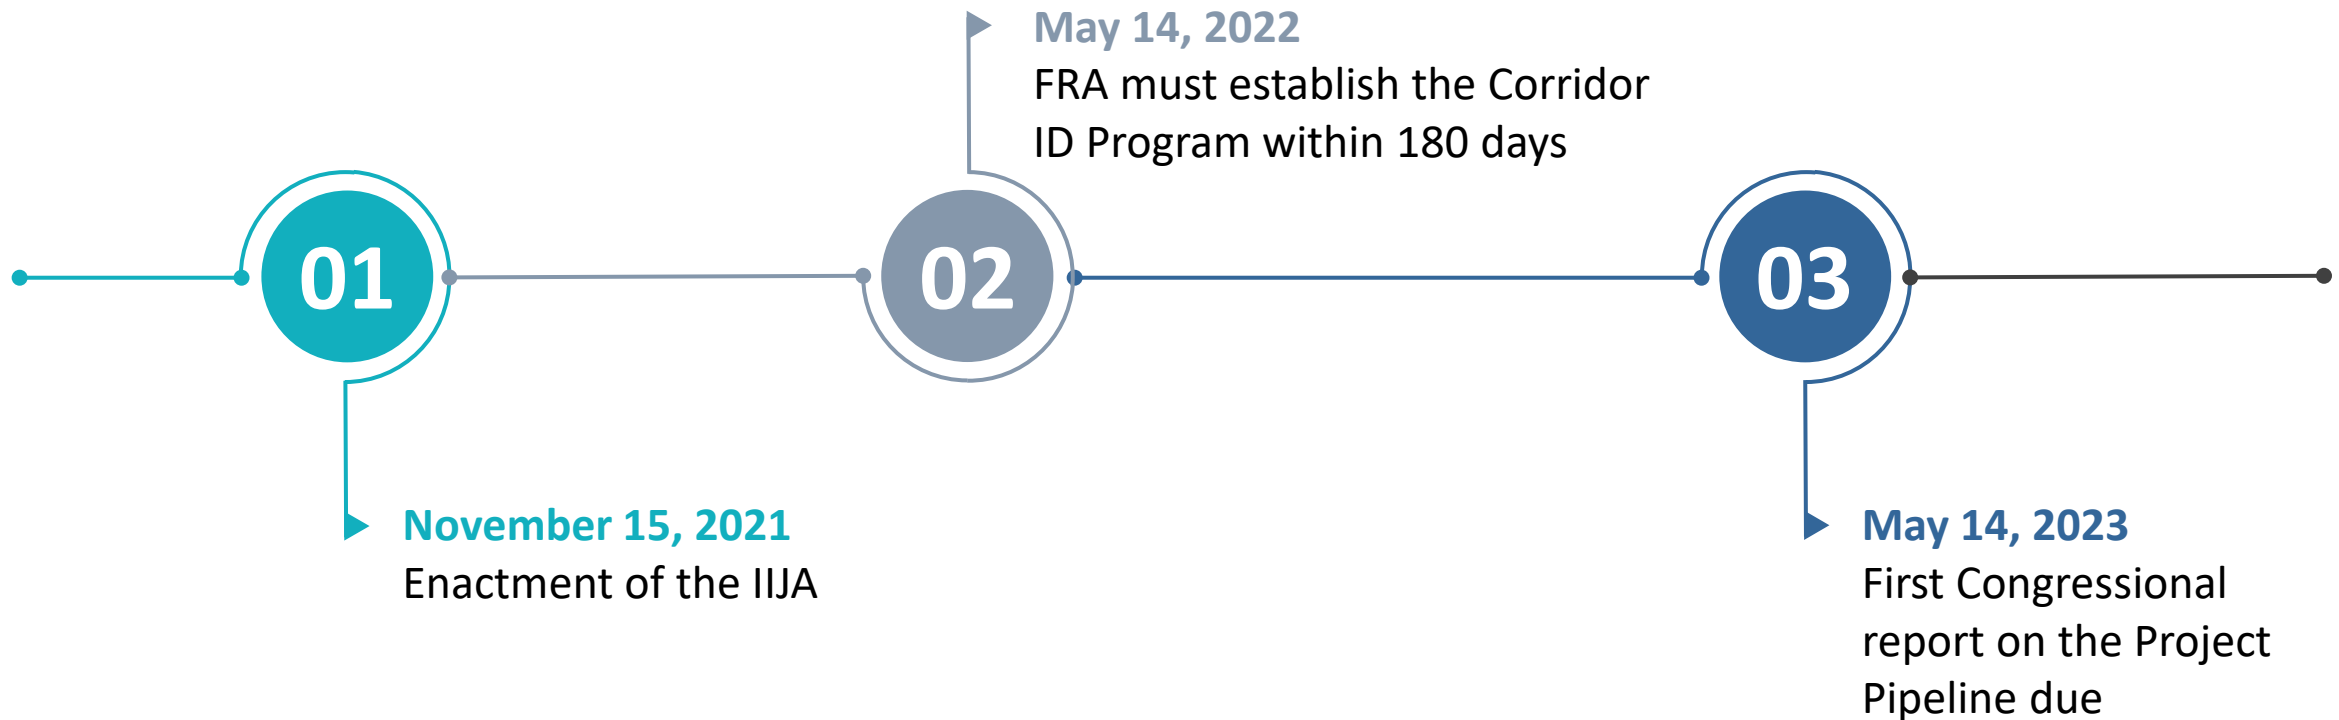 01
November 15, 2021
Enactment of the IIJA
02
May 14, 2022
FRA must establish the Corridor
ID Program within 180 days
03
May 14, 2023
First Congressional
report on the Project
Pipeline due